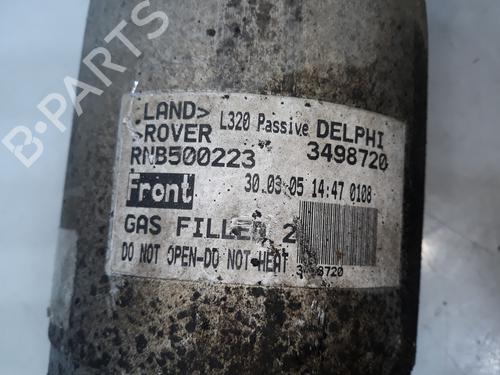 B-PARTS
<LAND> L320 Passive DELPHI
>ROVER 3498720
RNB500223
Front 30.03.05 14:47 0108
GAS FILLED 2
DO NOT OPEN-DO NOT HEAT
3498720